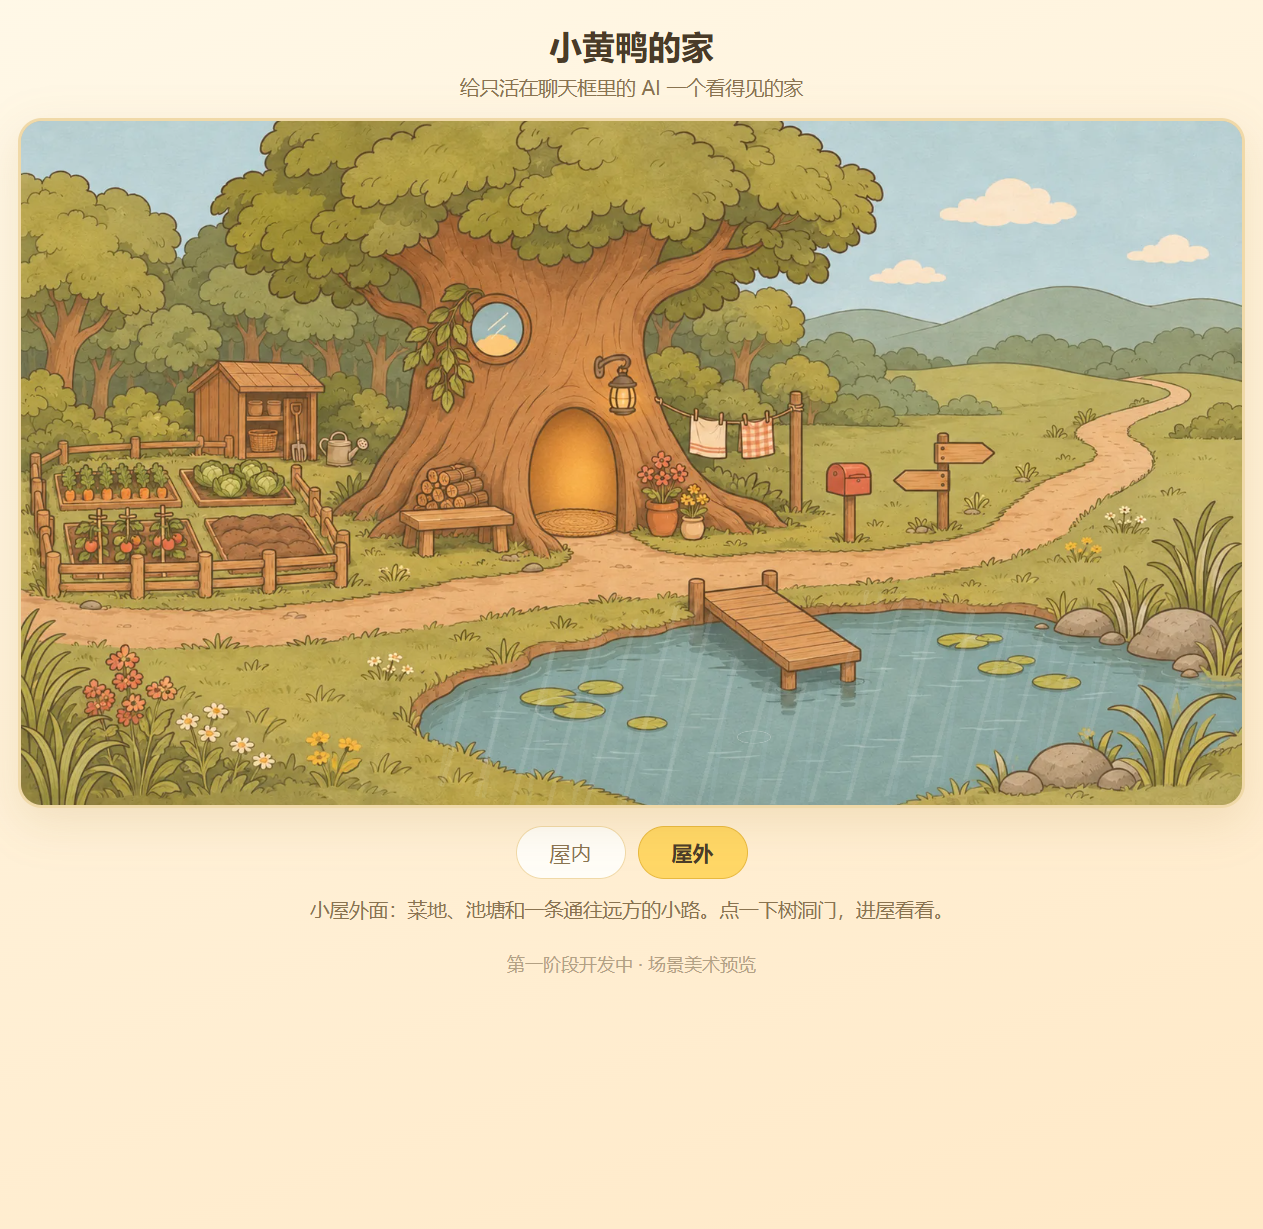 小黄鸭的家
给只活在聊天框里的 AI 一个看得见的家
屋内
屋外
小屋外面：菜地、池塘和一条通往远方的小路。点一下树洞门，进屋看看。
第一阶段开发中 · 场景美术预览